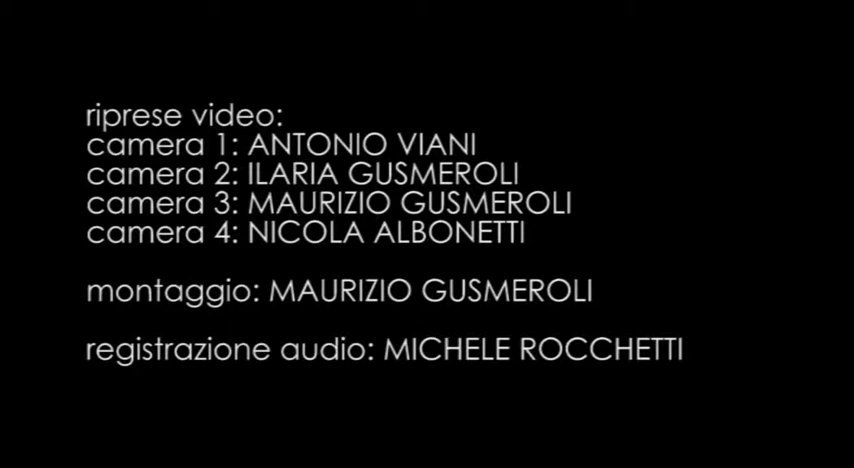 riprese video:
camera 1: ANTONIO VIANI
camera 2: ILARIA GUSMEROLI
camera 3: MAURIZIO GUSMEROLI
camera 4: NICOLA ALBONETTI
montaggio: MAURIZIO GUSMEROLI
registrazione audio: MICHELE ROCCHETTI